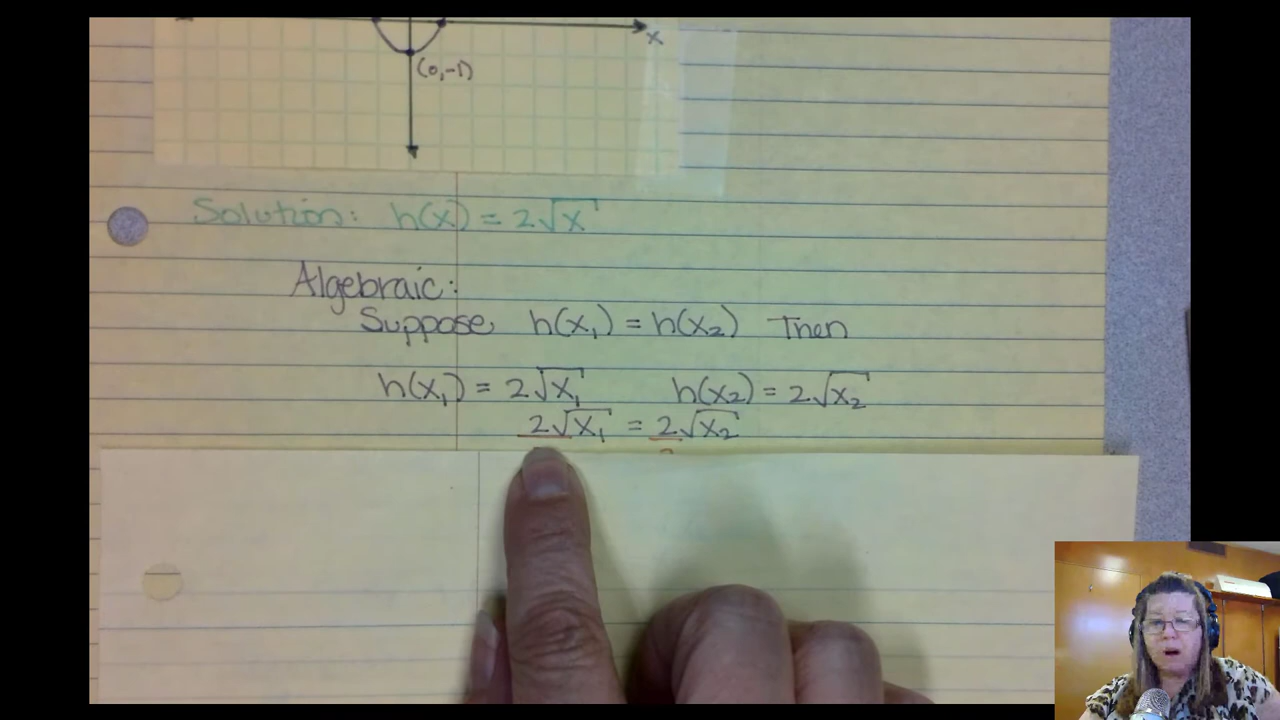 x
(0,-1)
Solution: h(x) = 2√x
Algebraic:
Suppose h(x₁) = h(x₂) Then
h(x₁) = 2√x₁ h(x₂) = 2√x₂
2√x₁ = 2√x₂